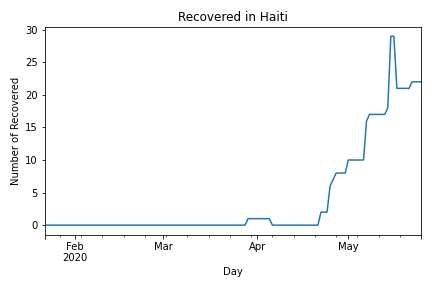 Recovered in Haiti
Number of Recovered
30
25
20
15
10
5
0
Feb
2020
Mar
Apr
May
Day